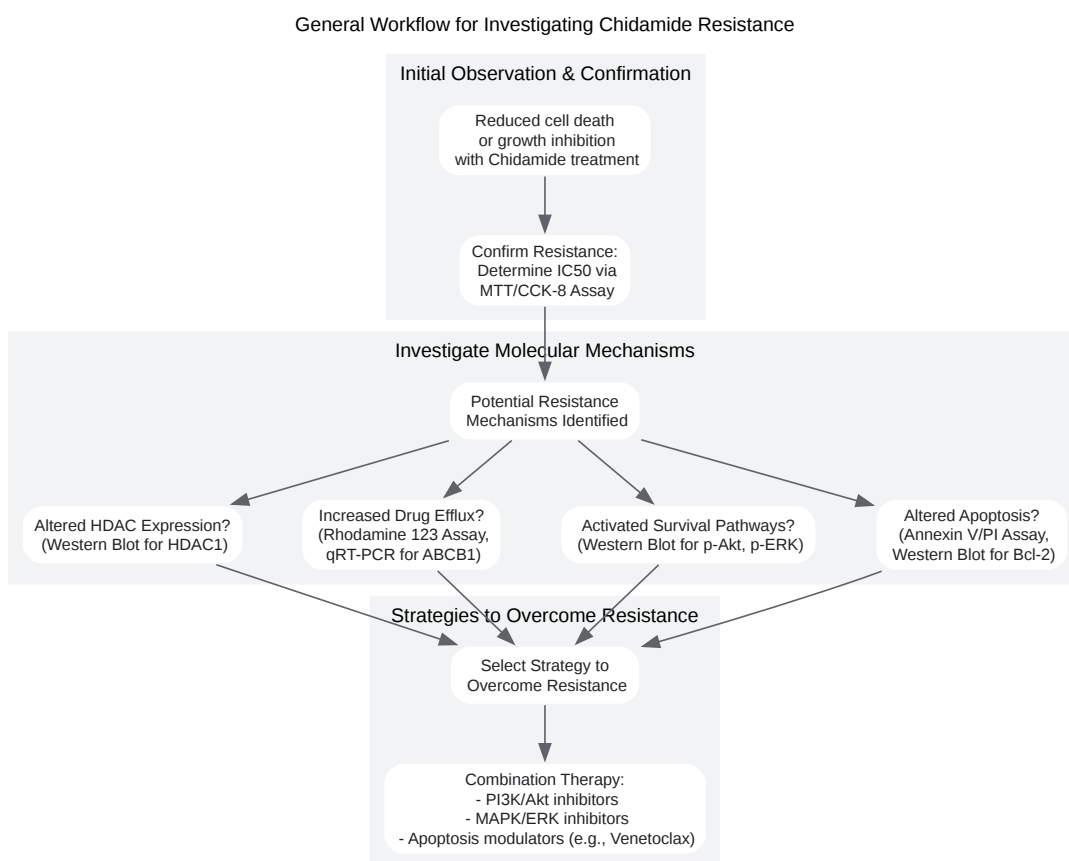 General Workflow for Investigating Chidamide Resistance
Initial Observation & Confirmation
Reduced cell death
or growth inhibition
with Chidamide treatment
Confirm Resistance:
Determine IC50 via
MTT/CCK-8 Assay
Investigate Molecular Mechanisms
Potential Resistance
Mechanisms Identified
Altered HDAC Expression?
(Western Blot for HDAC1)
Increased Drug Efflux?
(Rhodamine 123 Assay,
qRT-PCR for ABCB1)
Activated Survival Pathways?
(Western Blot for p-Akt, p-ERK)
Altered Apoptosis?
(Annexin V/PI Assay,
Western Blot for Bcl-2)
Strategies to Overcome Resistance
Select Strategy to
Overcome Resistance
Combination Therapy:
- PI3K/Akt inhibitors
- MAPK/ERK inhibitors
- Apoptosis modulators (e.g., Venetoclax)